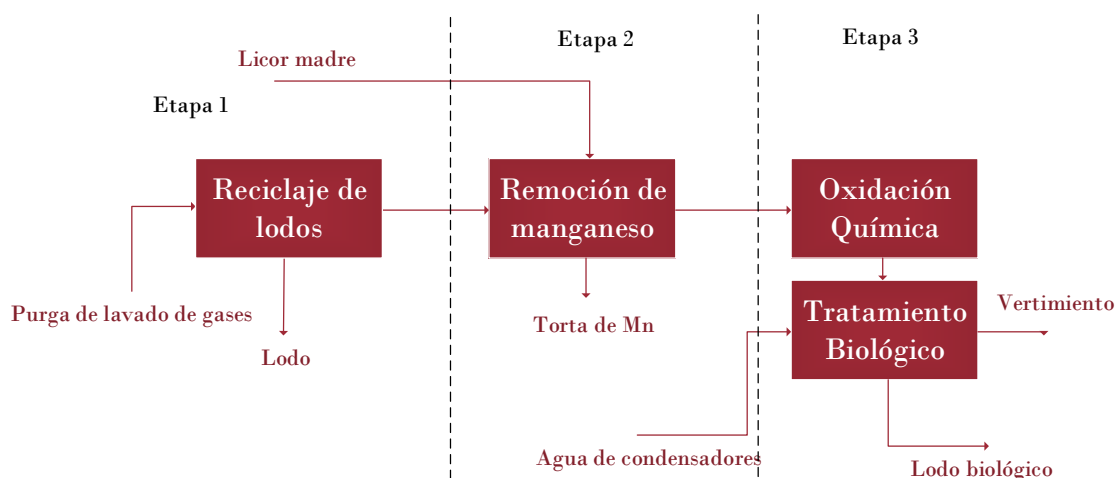 Etapa 1
Etapa 2
Etapa 3
Licor madre
Reciclaje de
lodos
Remoción de
manganeso
Oxidación
Química
Purga de lavado de gases
Lodo
Torta de Mn
Tratamiento
Biológico
Vertimiento
Agua de condensadores
Lodo biológico